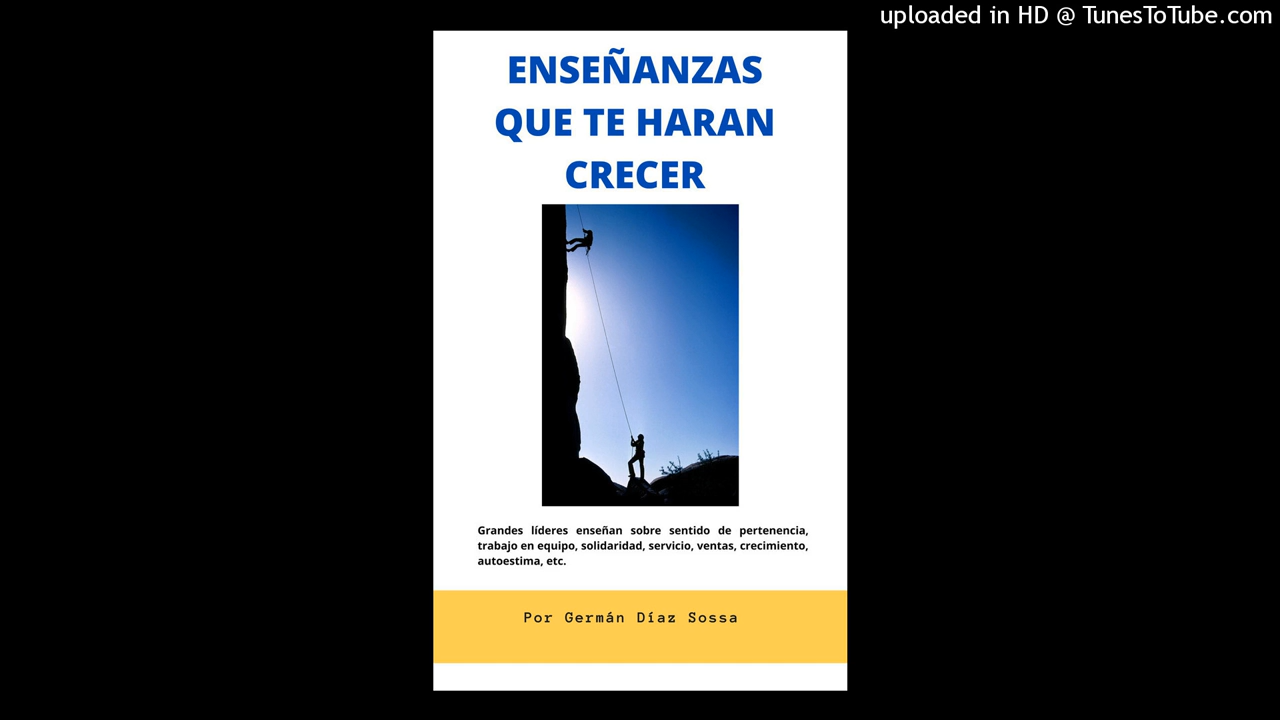 uploaded in HD @ TunesToTube.com
ENSEÑANZAS
QUE TE HARAN
CRECER
Grandes líderes enseñan sobre sentido de pertenencia,
trabajo en equipo, solidaridad, servicio, ventas, crecimiento,
autoestima, etc.
Por Germán Díaz Sossa